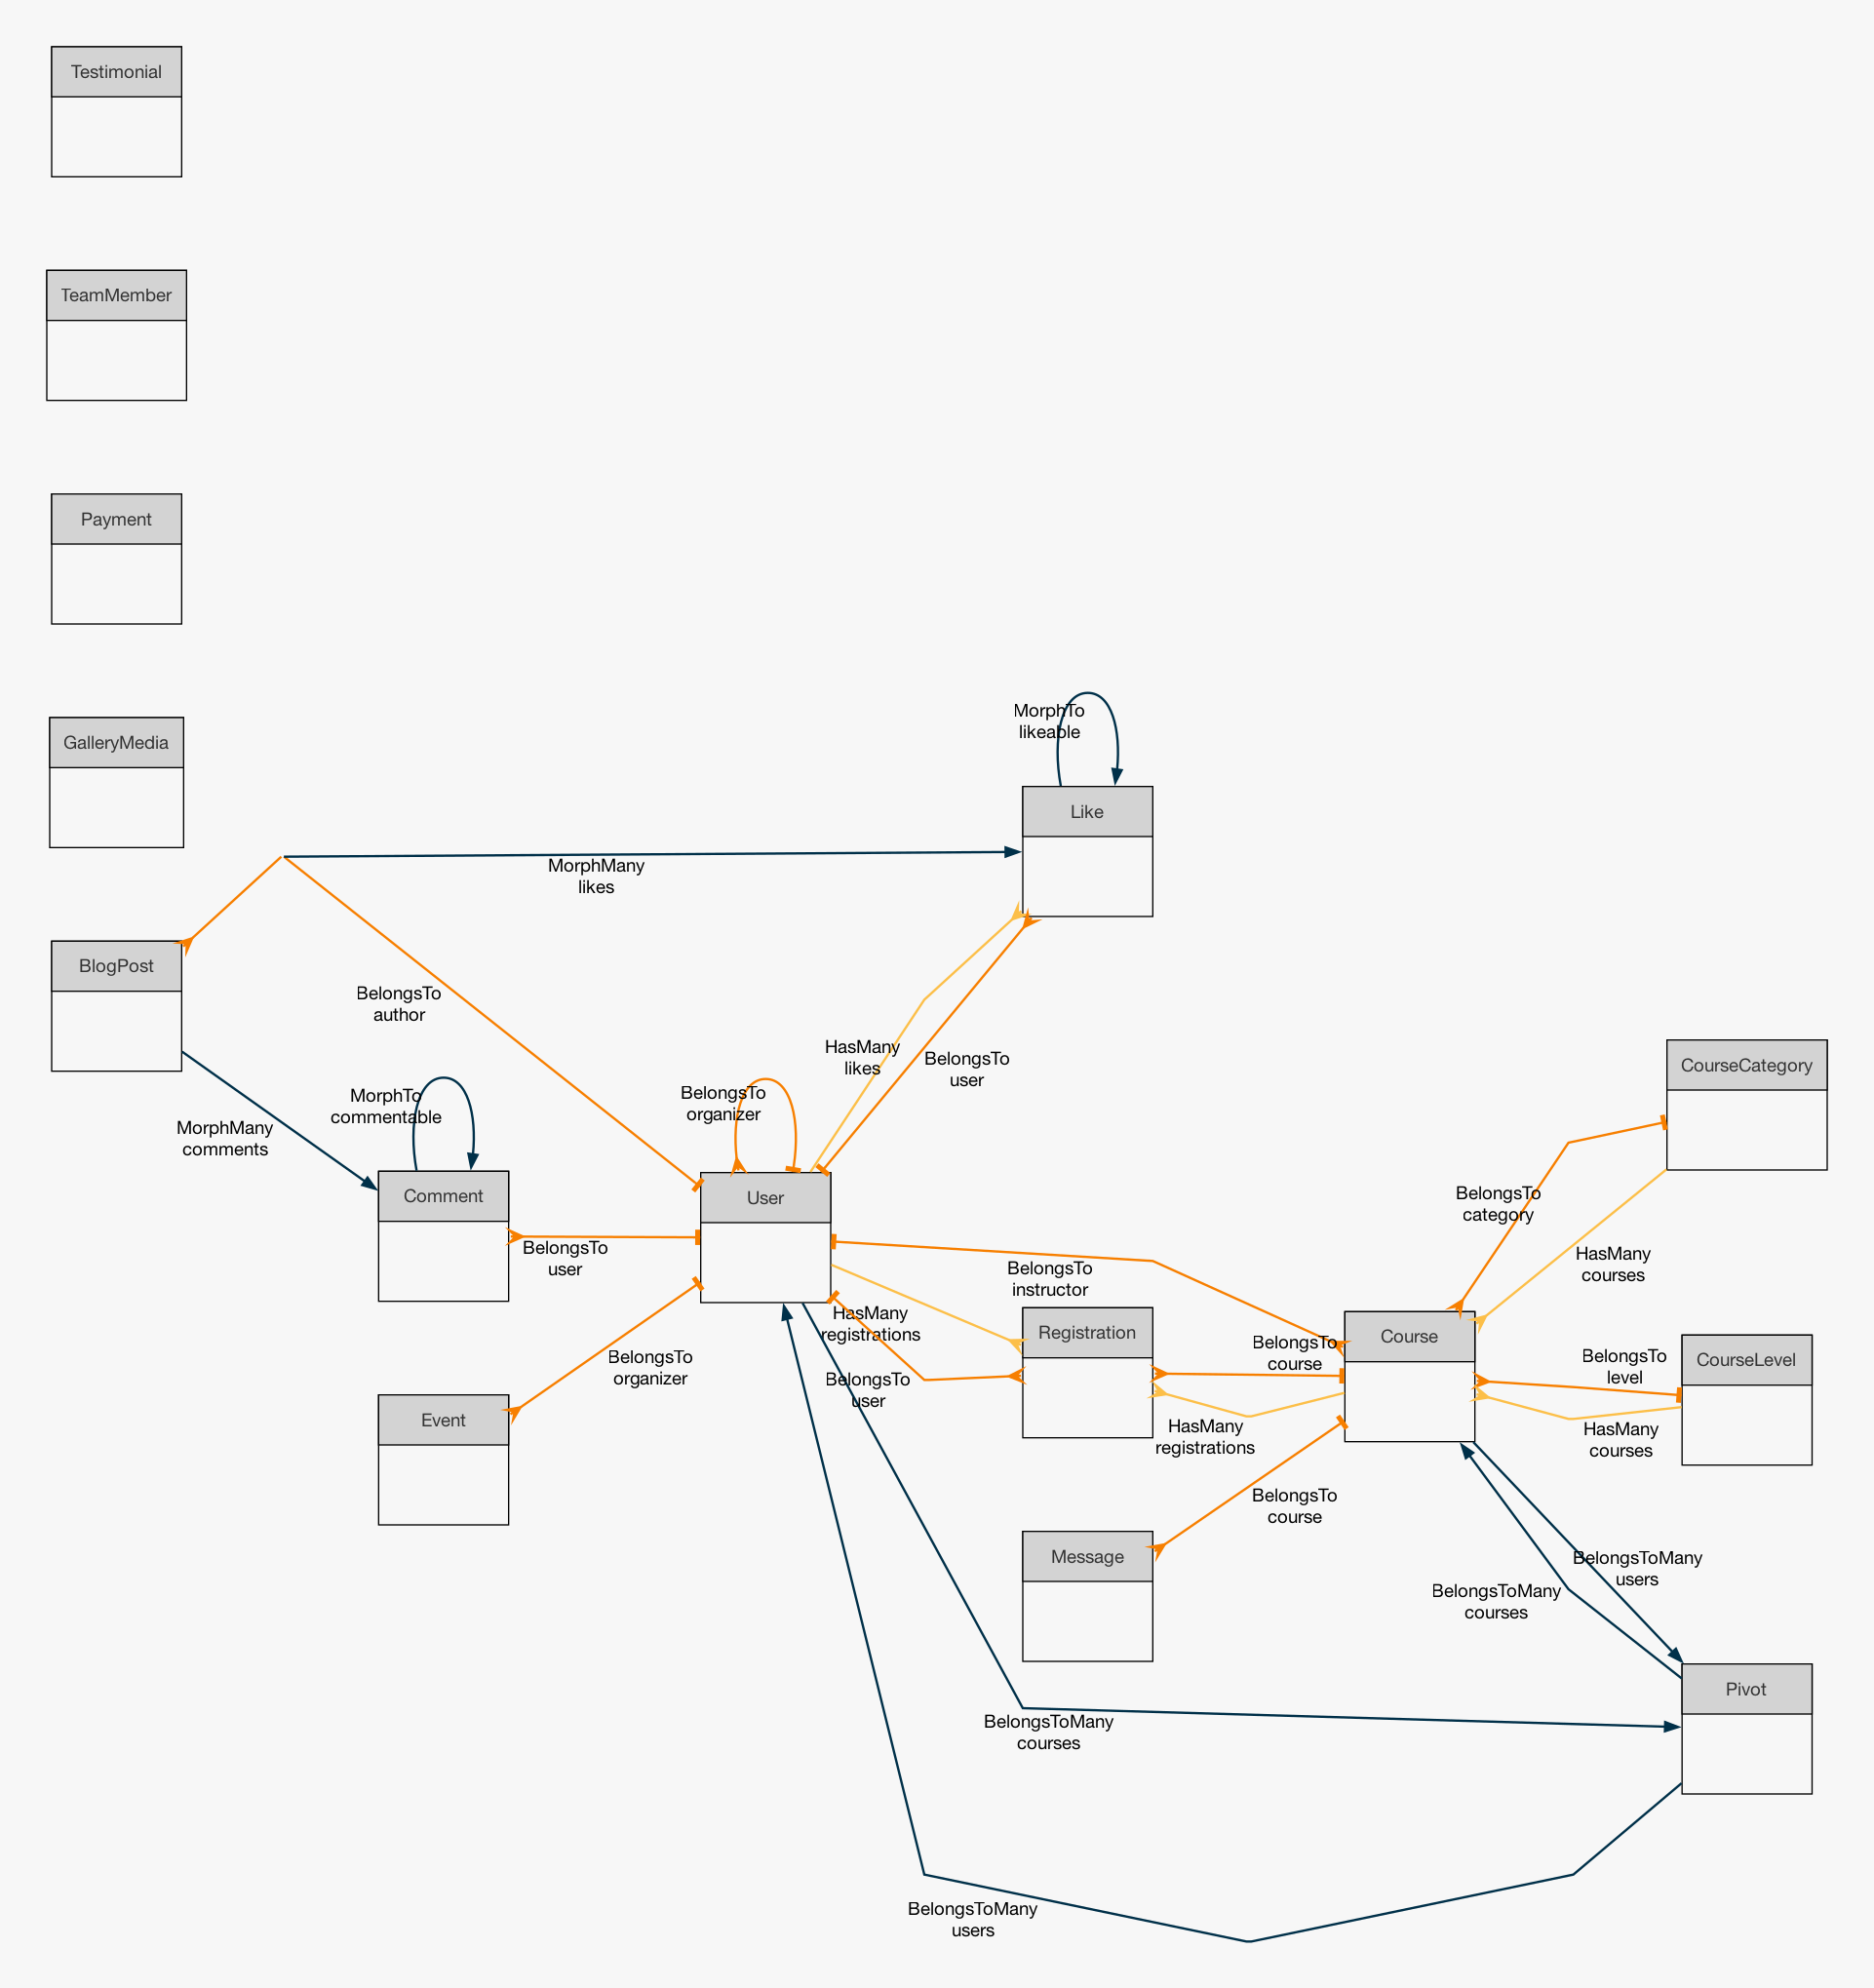 Testimonial
TeamMember
Payment
GalleryMedia
MorphTo
likeable
Like
MorphMany
likes
BlogPost
BelongsTo
author
HasMany
likes
BelongsTo
user
CourseCategory
MorphTo
commentable
BelongsTo
organizer
MorphMany
comments
Comment
User
BelongsTo
category
BelongsTo
user
HasMany
courses
BelongsTo
instructor
HasMany
registrations
Registration
BelongsTo
course
Course
BelongsTo
level
CourseLevel
BelongsTo
organizer
BelongsTo
user
Event
HasMany
registrations
HasMany
courses
BelongsTo
course
Message
BelongsToMany
users
BelongsToMany
courses
Pivot
BelongsToMany
courses
BelongsToMany
users